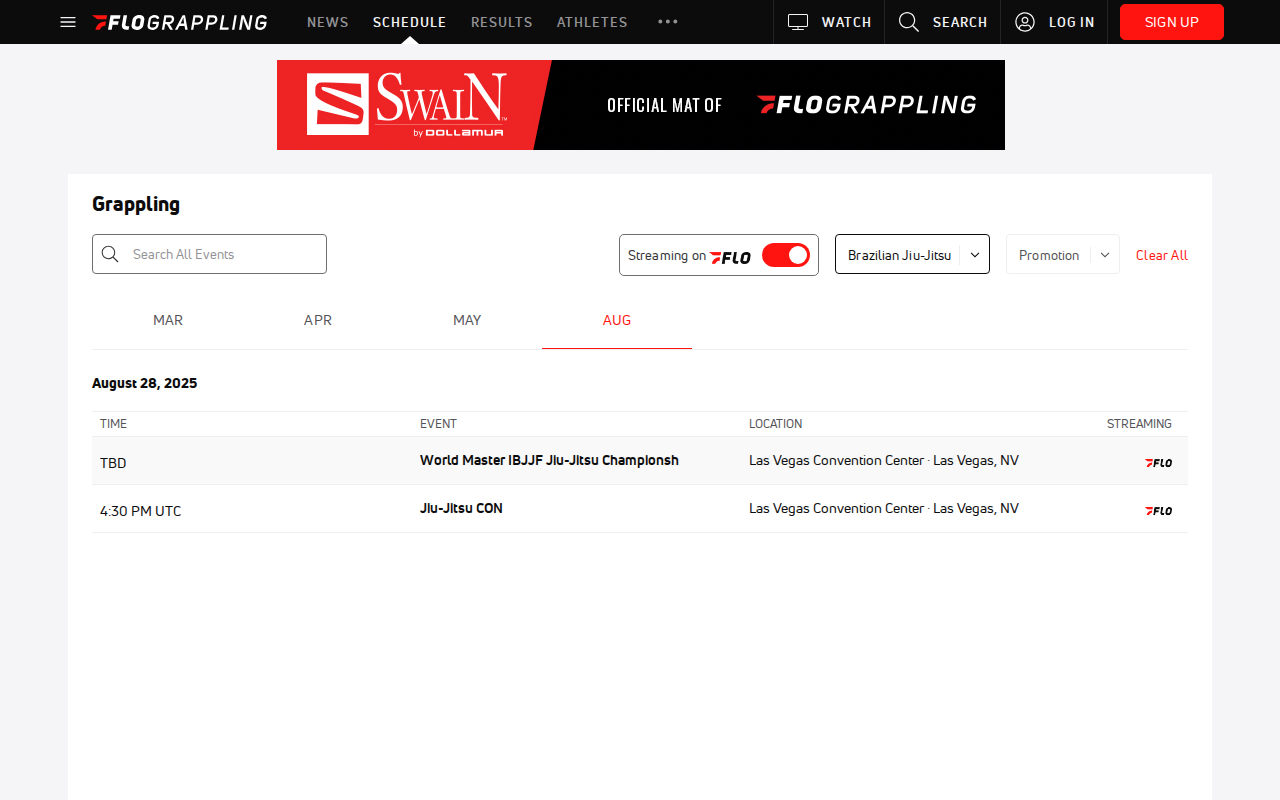 FLOGRAPPLING NEWS SCHEDULE RESULTS ATHLETES ••• WATCH SEARCH LOG IN SIGN UP
SWAIN™ by DOLLAMUR OFFICIAL MAT OF FLOGRAPPLING
Grappling
Search All Events Streaming on FLO Brazilian Jiu-Jitsu Promotion Clear All
MAR APR MAY AUG
August 28, 2025
TIME EVENT LOCATION STREAMING
TBD World Master IBJJF Jiu-Jitsu Championsh Las Vegas Convention Center · Las Vegas, NV FLO
4:30 PM UTC Jiu-Jitsu CON Las Vegas Convention Center · Las Vegas, NV FLO